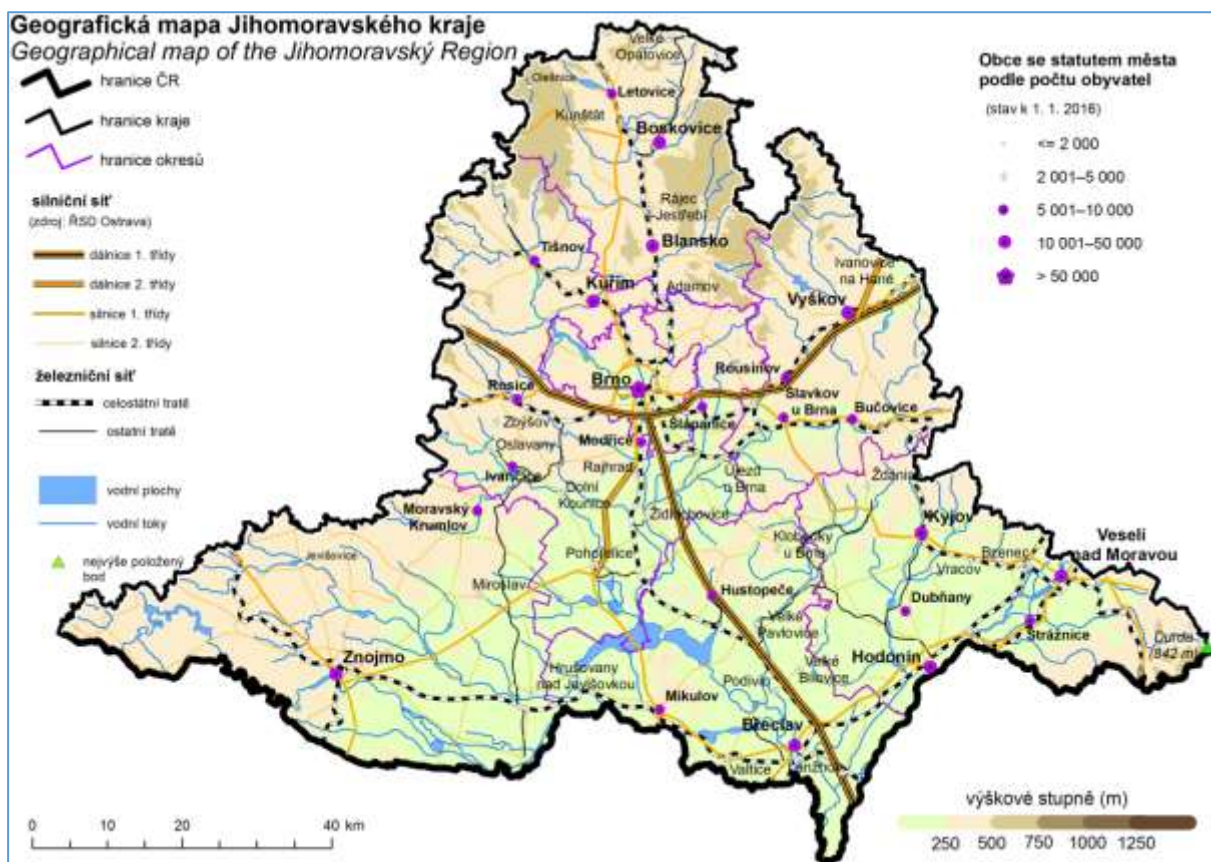 Geografická mapa Jihomoravského kraje
Geographical map of the Jihomoravský Region
hranice ČR
hranice kraje
hranice okresů
silniční síť
(zdroj: ŘSD Ostrava)
dálnice 1. třídy
dálnice 2. třídy
silnice 1. třídy
silnice 2. třídy
železniční síť
celostátní tratě
ostatní tratě
vodní plochy
vodní toky
nejvýše položený
bod
Obce se statutem města
podle počtu obyvatel
(stav k 1. 1. 2016)
<= 2 000
2 001–5 000
5 001–10 000
10 001–50 000
> 50 000
Velké
Opatovice
Olešnice
Letovice
Kunštát
Boskovice
Rájec
Jestřebí
Tišnov
Blansko
Ivanovice
na Hané
Kuřim
Adamov
Vyškov
Rousínov
Brno
Rosice
Slavkov
u Brna
Bučovice
Šlapanice
Zbýšov
Oslavany
Modřice
Ivančice
Rajhrad
Dolní
Kounice
Újezd
u Brna
Ždánice
Židlochovice
Moravský
Krumlov
Kyjov
Veselí
nad Moravou
Klobouky
u Brna
Bzenec
Vracov
Jevišovice
Pohořelice
Miroslav
Hustopeče
Dubňany
Velké
Pavlovice
Strážnice
Durda
(842 m)
Znojmo
Hodonín
Hrušovany
nad Jevišovkou
Podivín
Velké
Bílovice
Mikulov
Břeclav
Valtice
Lanžhot
0 10 20 40 km
výškové stupně (m)
250 500 750 1000 1250